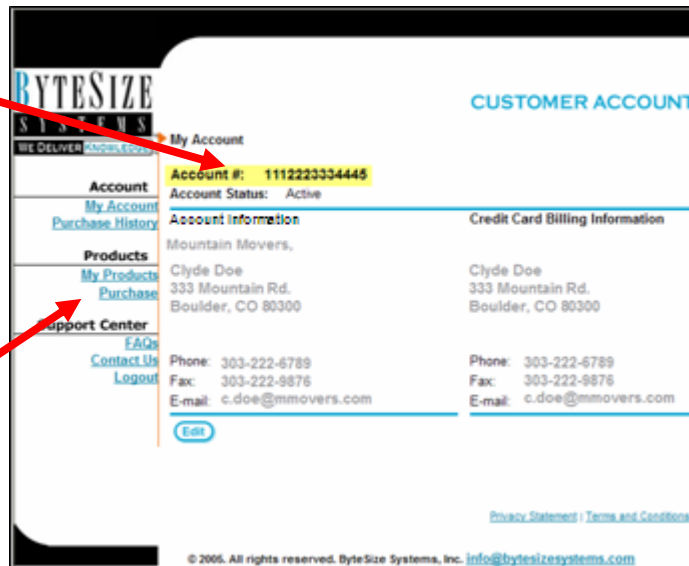 BYTESIZE
SYSTEMS
WE DELIVER KNOWLEDGE
CUSTOMER ACCOUNT
My Account
Account #: 1112223334445
Account Status: Active
Account
My Account
Purchase History
Products
My Products
Purchase
Support Center
FAQs
Contact Us
Logout
Account Information
Mountain Movers,
Clyde Doe
333 Mountain Rd.
Boulder, CO 80300
Phone: 303-222-6789
Fax: 303-222-9876
E-mail: c.doe@mmovers.com
Edit
Credit Card Billing Information
Clyde Doe
333 Mountain Rd.
Boulder, CO 80300
Phone: 303-222-6789
Fax: 303-222-9876
E-mail: c.doe@mmovers.com
Privacy Statement | Terms and Conditions
© 2005. All rights reserved. ByteSize Systems, Inc. info@bytesizesystems.com